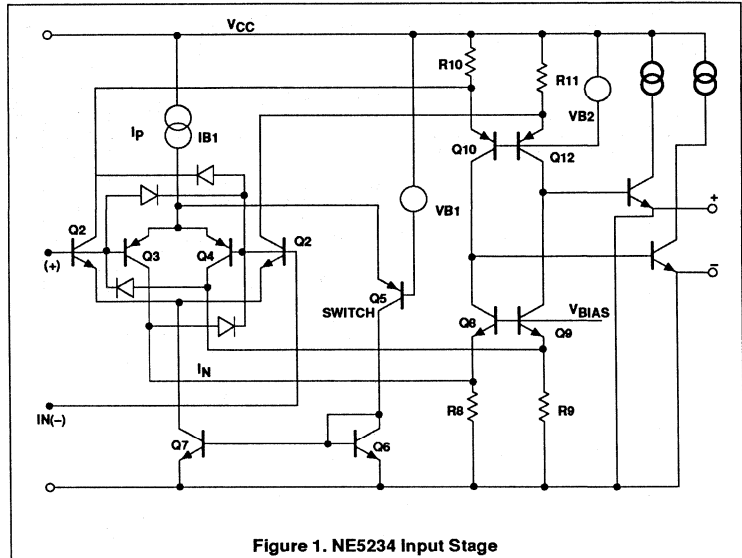 VCC
R10
R11
VB2
IP
IB1
Q10
Q12
VB1
+
Q2
Q3
Q4
Q2
(+)
−
Q5
SWITCH
VBIAS
Q8
Q9
IN
R8
R9
IN(−)
Q7
Q6
Figure 1. NE5234 Input Stage